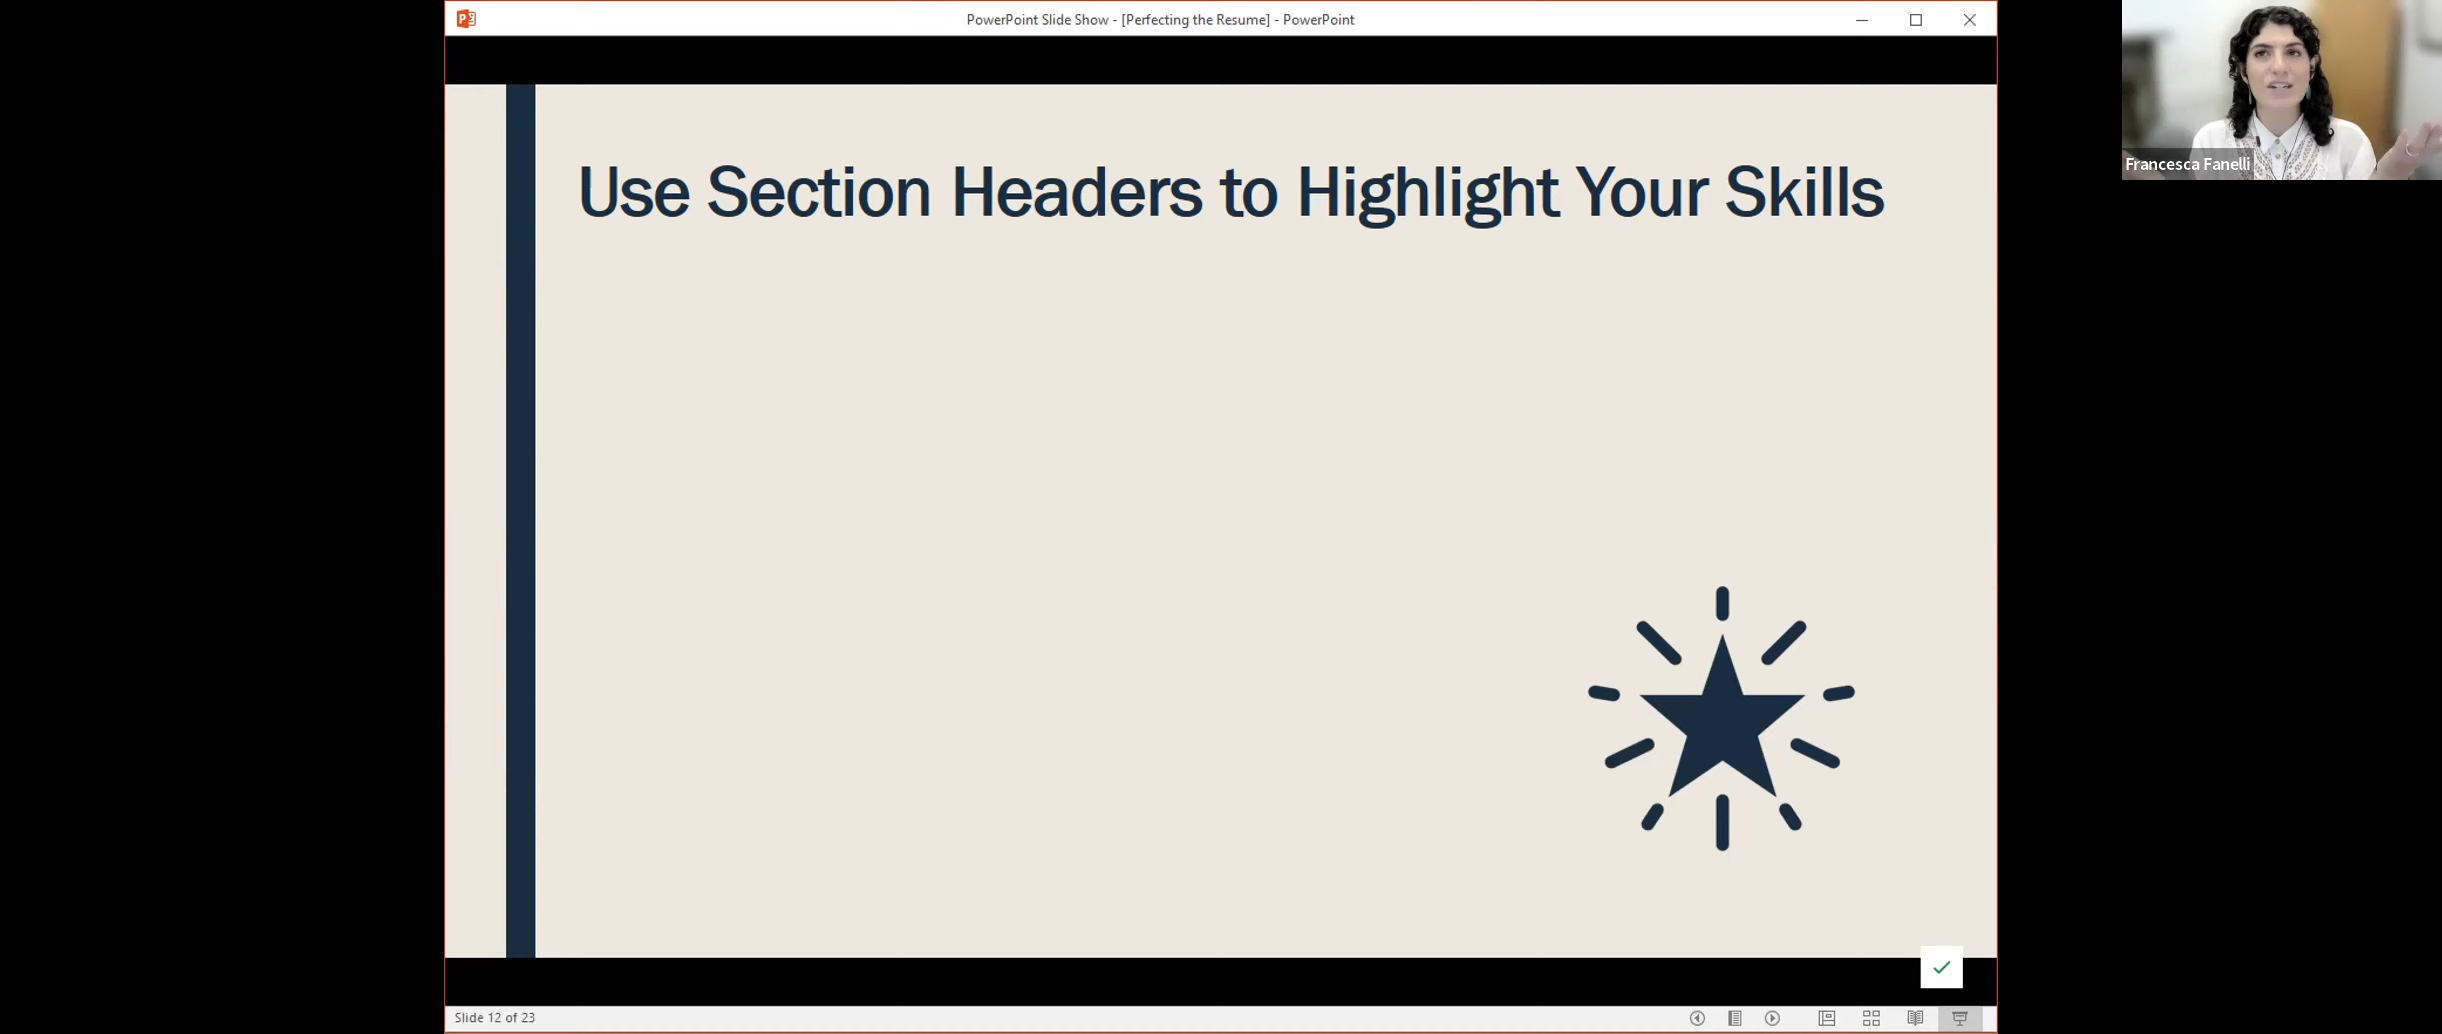 PowerPoint Slide Show - [Perfecting the Resume] - PowerPoint
Francesca Fanelli
Use Section Headers to Highlight Your Skills
Slide 12 of 23